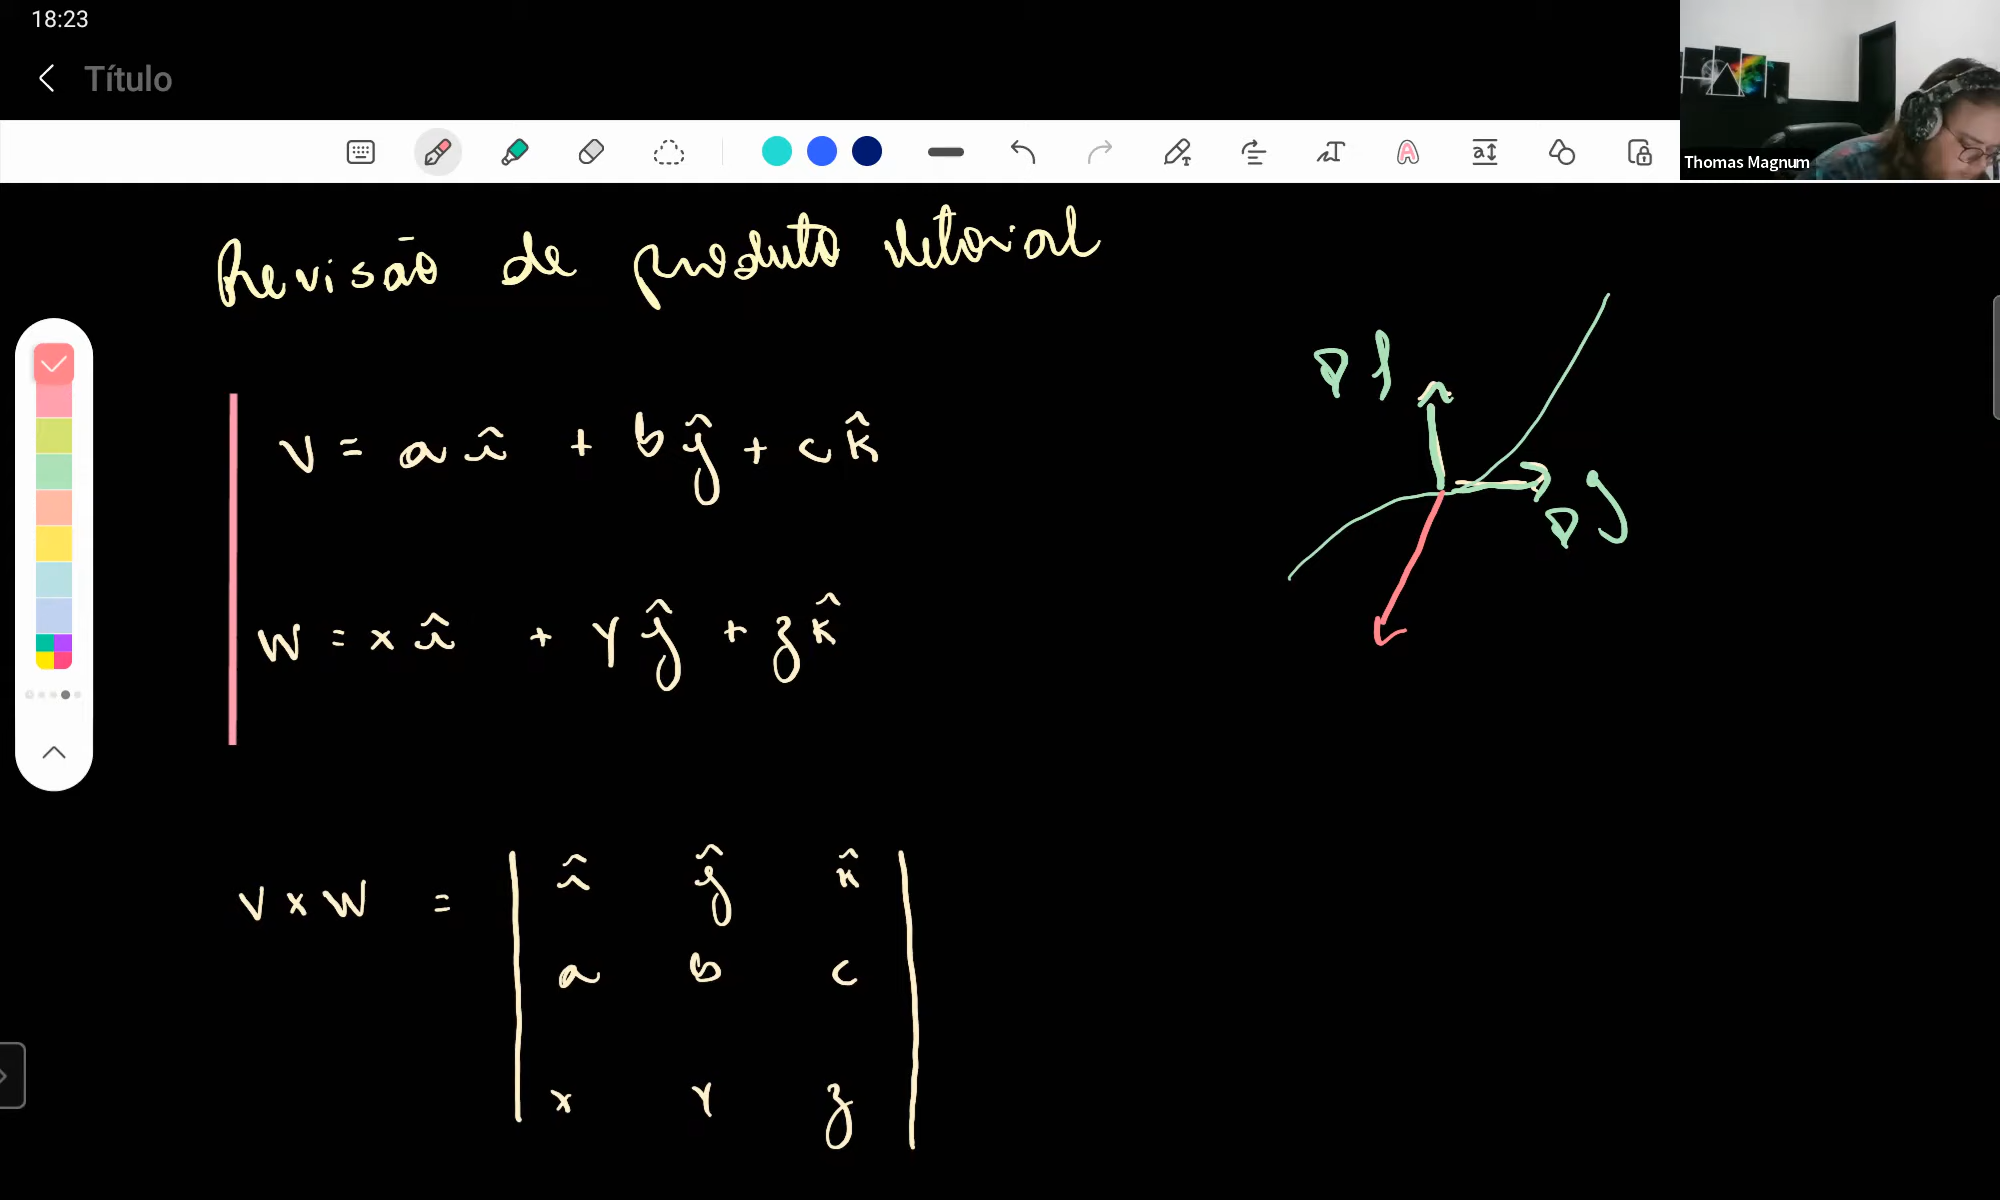 18:23
Título
Thomas Magnum
Revisão de produto vetorial
∇f
∇g
v = a î + b ĵ + c k̂
w = x î + y ĵ + z k̂
v x w = | î ĵ k̂ |
a b c
x y z